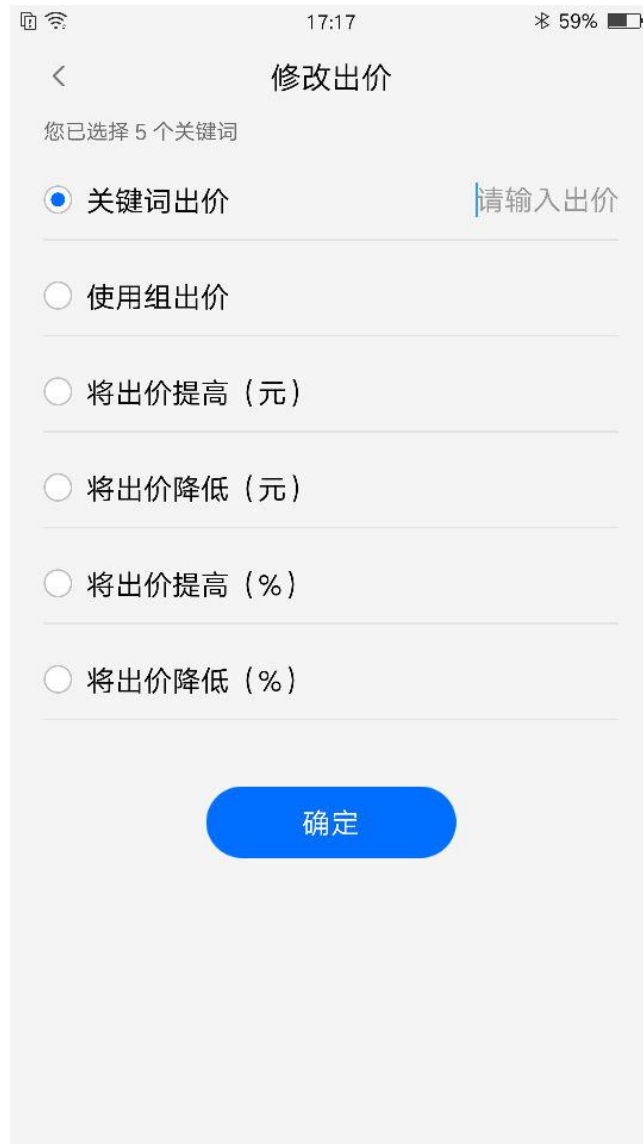 17:17
59%
修改出价
您已选择 5 个关键词
关键词出价 请输入出价
使用组出价
将出价提高（元）
将出价降低（元）
将出价提高（%）
将出价降低（%）
确定